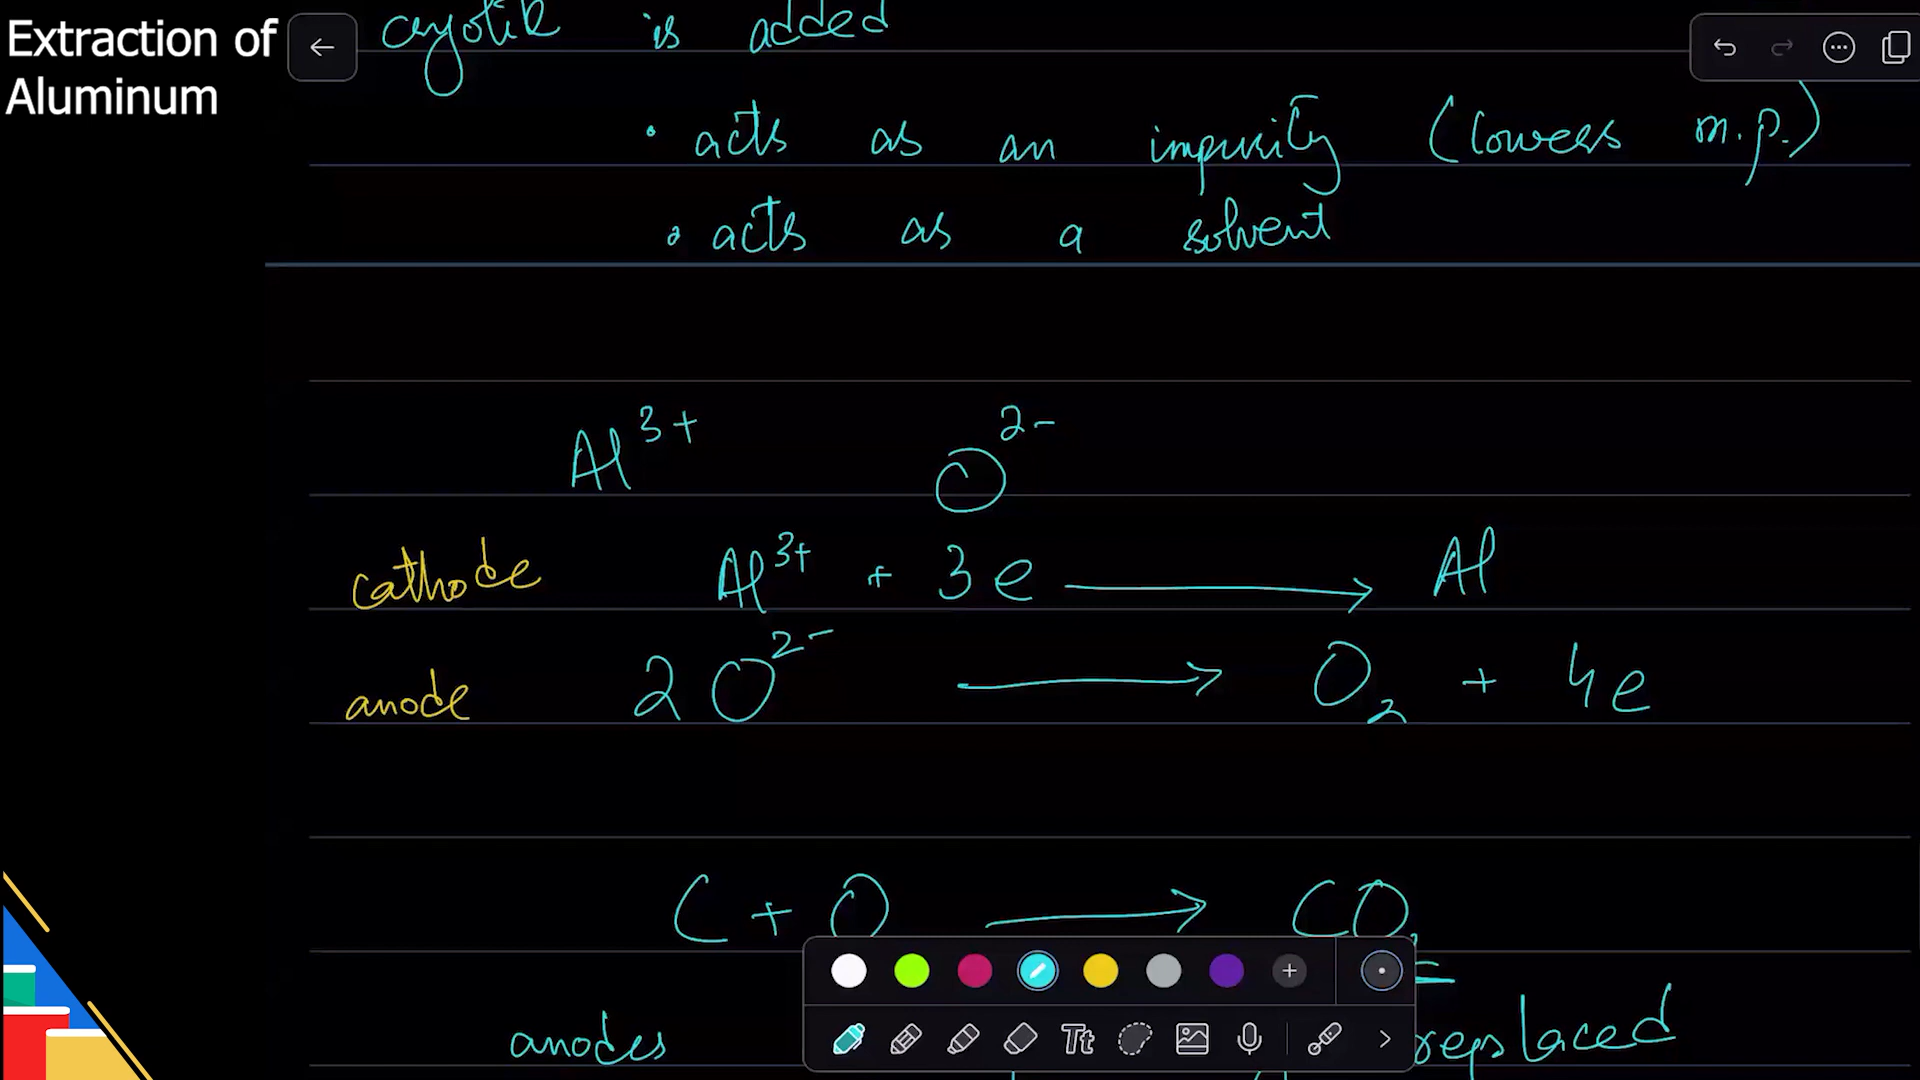 Extraction of
Aluminum
cryolite is added
• acts as an impurity (lowers m.p.)
• acts as a solvent
Al³⁺ O²⁻
cathode Al³⁺ + 3e ⟶ Al
anode 2O²⁻ ⟶ O₂ + 4e
C + O ⟶ CO₂
Tt
anodes replaced